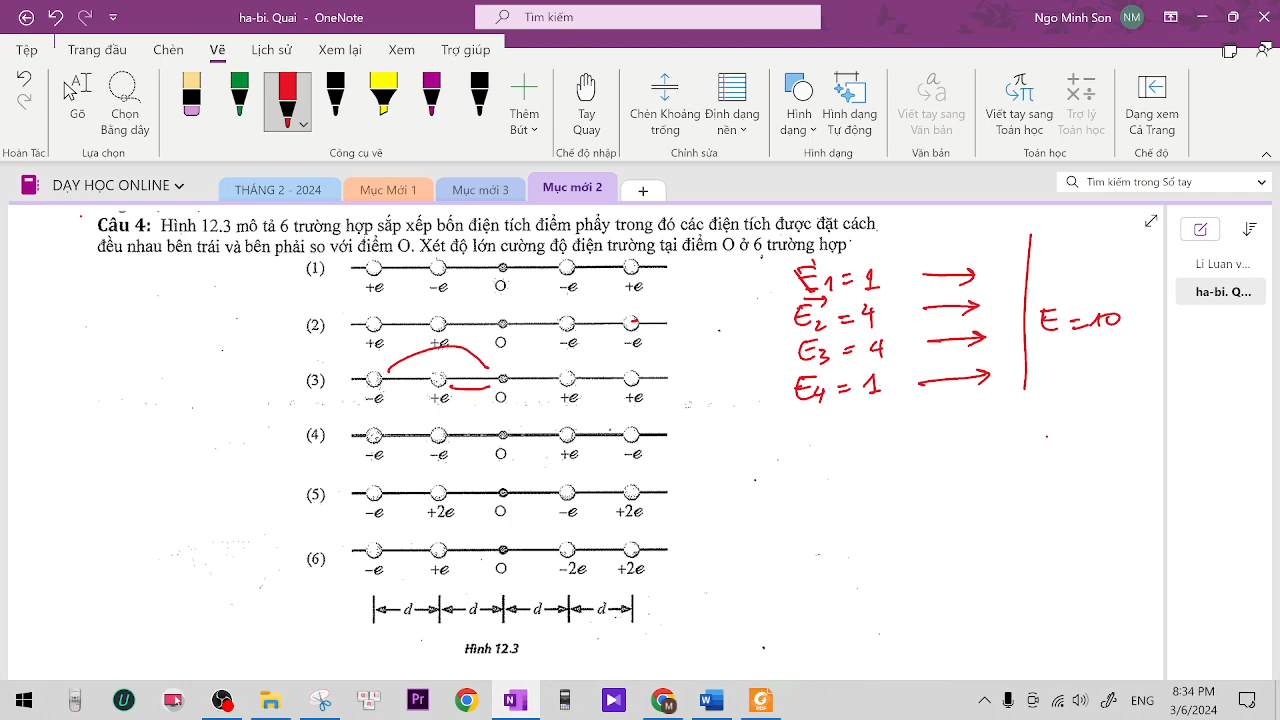 Chạp xám ttab - OneNote
Tìm kiếm
Ngo Minh Son NM
Tệp Trang đầu Chèn Vẽ Lịch sử Xem lại Xem Trợ giúp
Gõ Chọn Bằng dây Thêm Bút Tay Quay Chèn Khoảng trống Định dạng nền Hình dạng Hình dạng Tự động Viết tay sang Văn bản Viết tay sang Toán học Trợ lý Toán học Dạng xem Cả Trang
Hoàn Tác Lựa chọn Công cụ vẽ Chế độ nhập Chỉnh sửa Hình dạng Văn bản Toán học Chế độ
DẠY HỌC ONLINE THÁNG 2 - 2024 Mục Mới 1 Mục mới 3 Mục mới 2 + Tìm kiếm trong Sổ tay
Câu 4: Hình 12.3 mô tả 6 trường hợp sắp xếp bốn điện tích điểm phẩy trong đó các điện tích được đặt cách
đều nhau bên trái và bên phải so với điểm O. Xét độ lớn cường độ điện trường tại điểm O ở 6 trường hợp
(1)
+e -e O -e +e
(2)
+e +e O -e -e
(3)
-e +e O +e +e
(4)
-e -e O +e -e
(5)
-e +2e O -e +2e
(6)
-e +e O -2e +2e
d d d d
Hình 12.3
E1 = 1
E2 = 4
E3 = 4
E4 = 1
E = 10
Li Luan v...
ha-bi. Q...
Pr
W
PDF
ENG
8:34 PM
3/6/2024